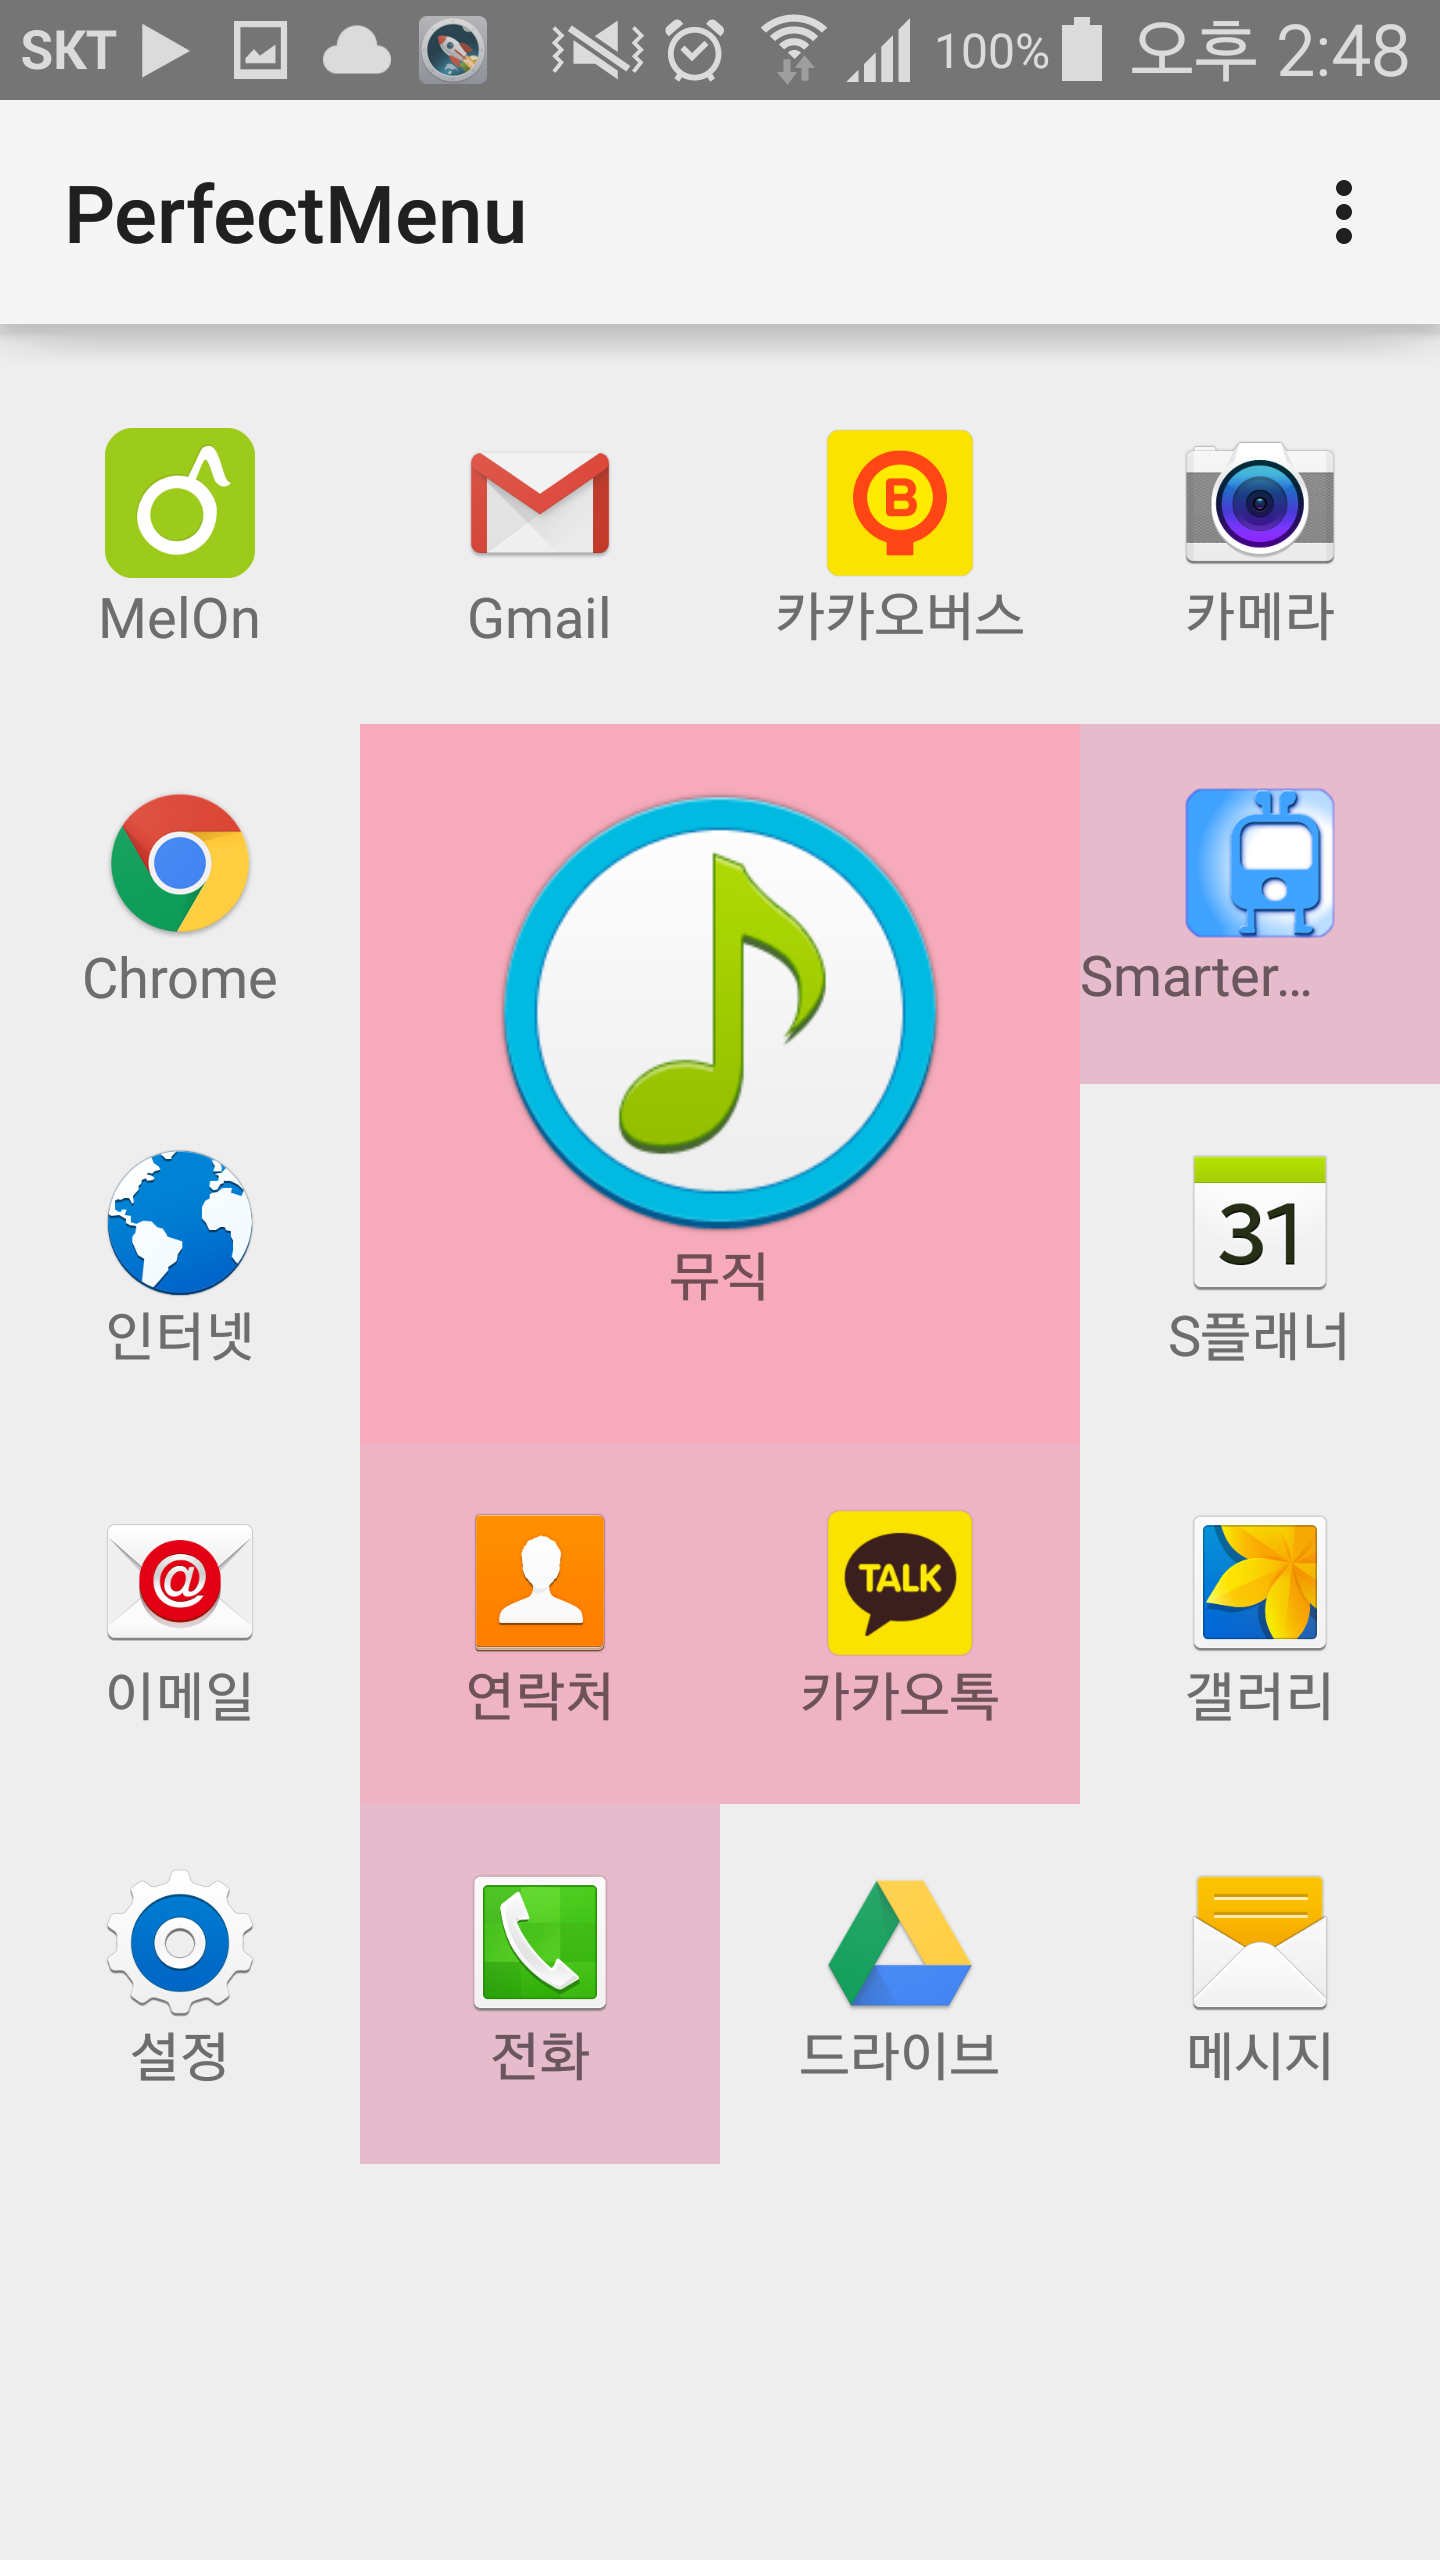 SKT 100% 오후 2:48
PerfectMenu
MelOn Gmail 카카오버스 카메라
B
Chrome Smarter...
뮤직
31
인터넷 S플래너
@ TALK
이메일 연락처 카카오톡 갤러리
설정 전화 드라이브 메시지